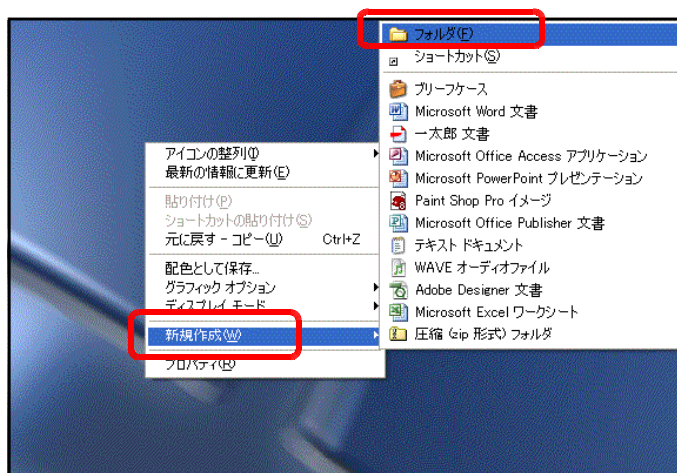 アイコンの整列(I)
最新の情報に更新(E)
貼り付け(P)
ショートカットの貼り付け(S)
元に戻す - コピー(U) Ctrl+Z
配色として保存...
グラフィック オプション
ディスプレイ モード
新規作成(W)
プロパティ(R)
フォルダ(F)
ショートカット(S)
ブリーフケース
Microsoft Word 文書
一太郎 文書
Microsoft Office Access アプリケーション
Microsoft PowerPoint プレゼンテーション
Paint Shop Pro イメージ
Microsoft Office Publisher 文書
テキスト ドキュメント
WAVE オーディオファイル
Adobe Designer 文書
Microsoft Excel ワークシート
圧縮 (zip 形式) フォルダ